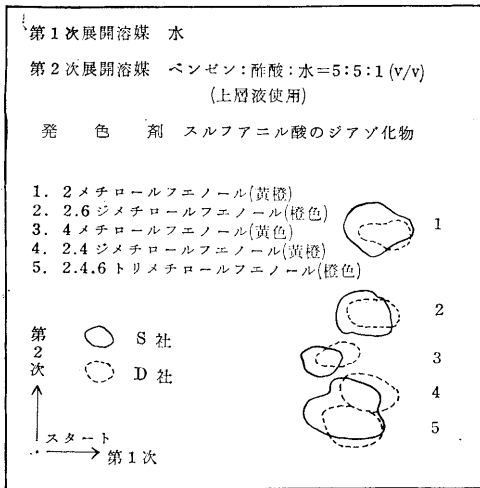 第1次展開溶媒 水
第2次展開溶媒 ベンゼン:酢酸:水=5:5:1(v/v)
(上層液使用)
発色剤 スルフアニル酸のジアゾ化物
1. 2メチロールフエノール(黄橙)
2. 2.6ジメチロールフエノール(橙色)
3. 4メチロールフエノール(黄色)
4. 2.4ジメチロールフエノール(黄橙)
5. 2.4.6トリメチロールフエノール(橙色)
1
2
3
4
5
S社
D社
第2次
スタート
第1次